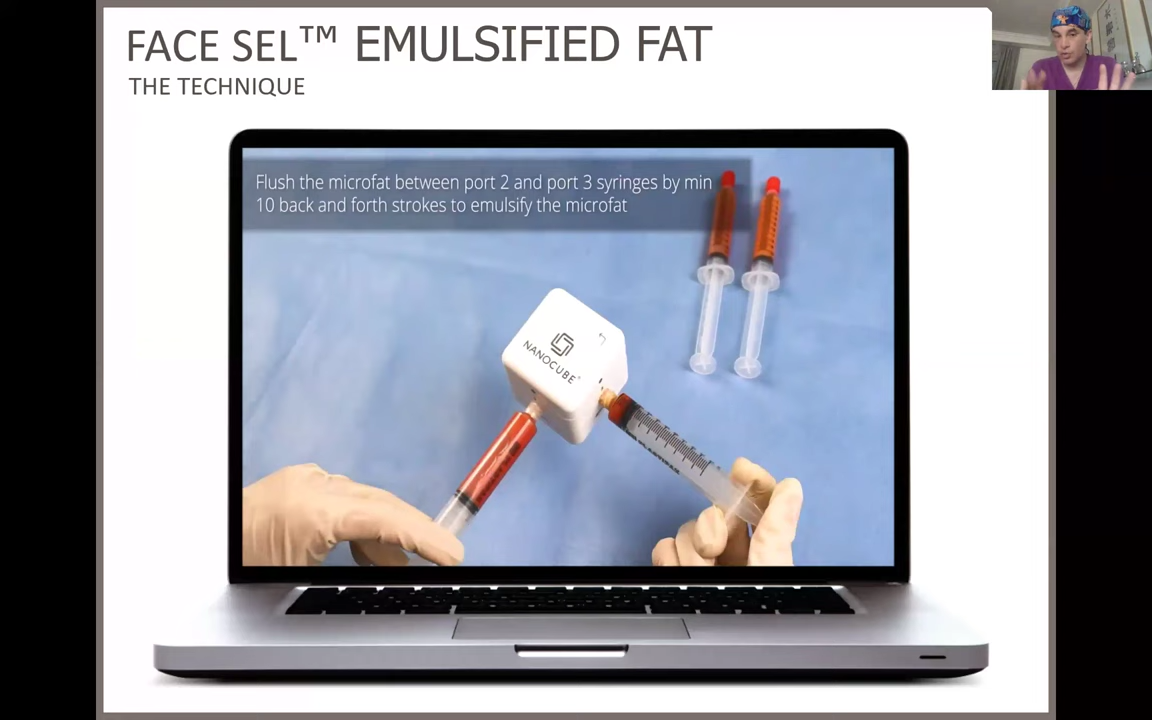 FACE SEL™ EMULSIFIED FAT
THE TECHNIQUE
Flush the microfat between port 2 and port 3 syringes by min
10 back and forth strokes to emulsify the microfat
NANOCUBE